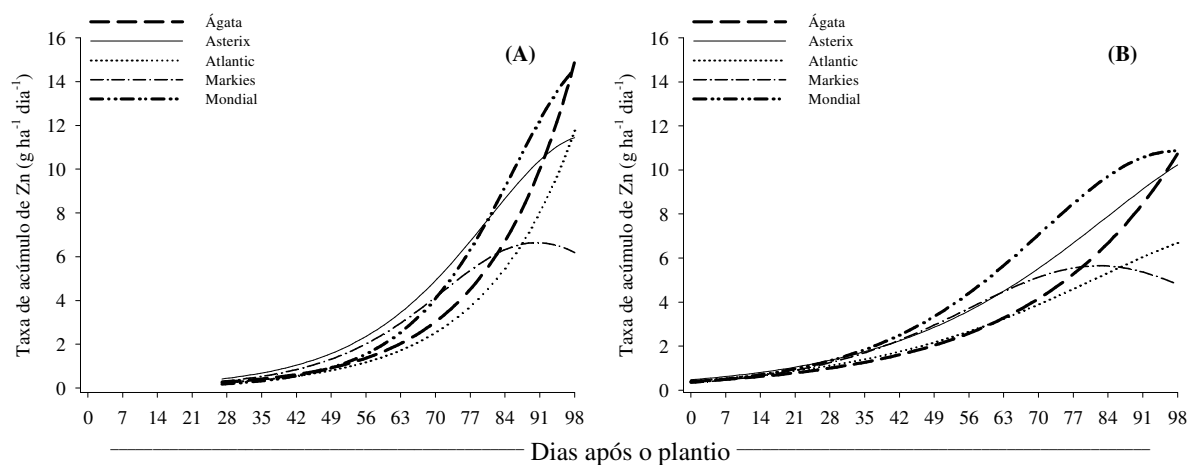 Ágata
Asterix
Atlantic
Markies
Mondial
(A)
Taxa de acúmulo de Zn (g ha⁻¹ dia⁻¹)
16
14
12
10
8
6
4
2
0
0 7 14 21 28 35 42 49 56 63 70 77 84 91 98
Ágata
Asterix
Atlantic
Markies
Mondial
(B)
Taxa de acúmulo de Zn (g ha⁻¹ dia⁻¹)
16
14
12
10
8
6
4
2
0
0 7 14 21 28 35 42 49 56 63 70 77 84 91 98
Dias após o plantio